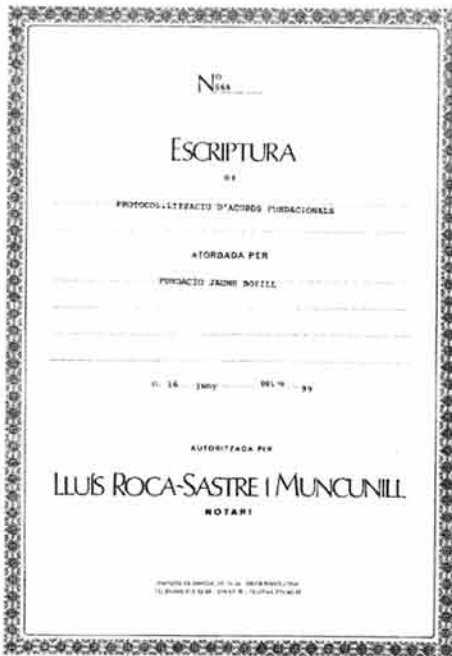 Nº
ESCRIPTURA
DE
PROTOCOL.LITZACIO D'ACORDS FUNDACIONALS
ATORGADA PER
FUNDACIO JAUME BOFILL
16 juny 99
AUTORITZADA PER
LLUÍS ROCA-SASTRE I MUNCUNILL
NOTARI